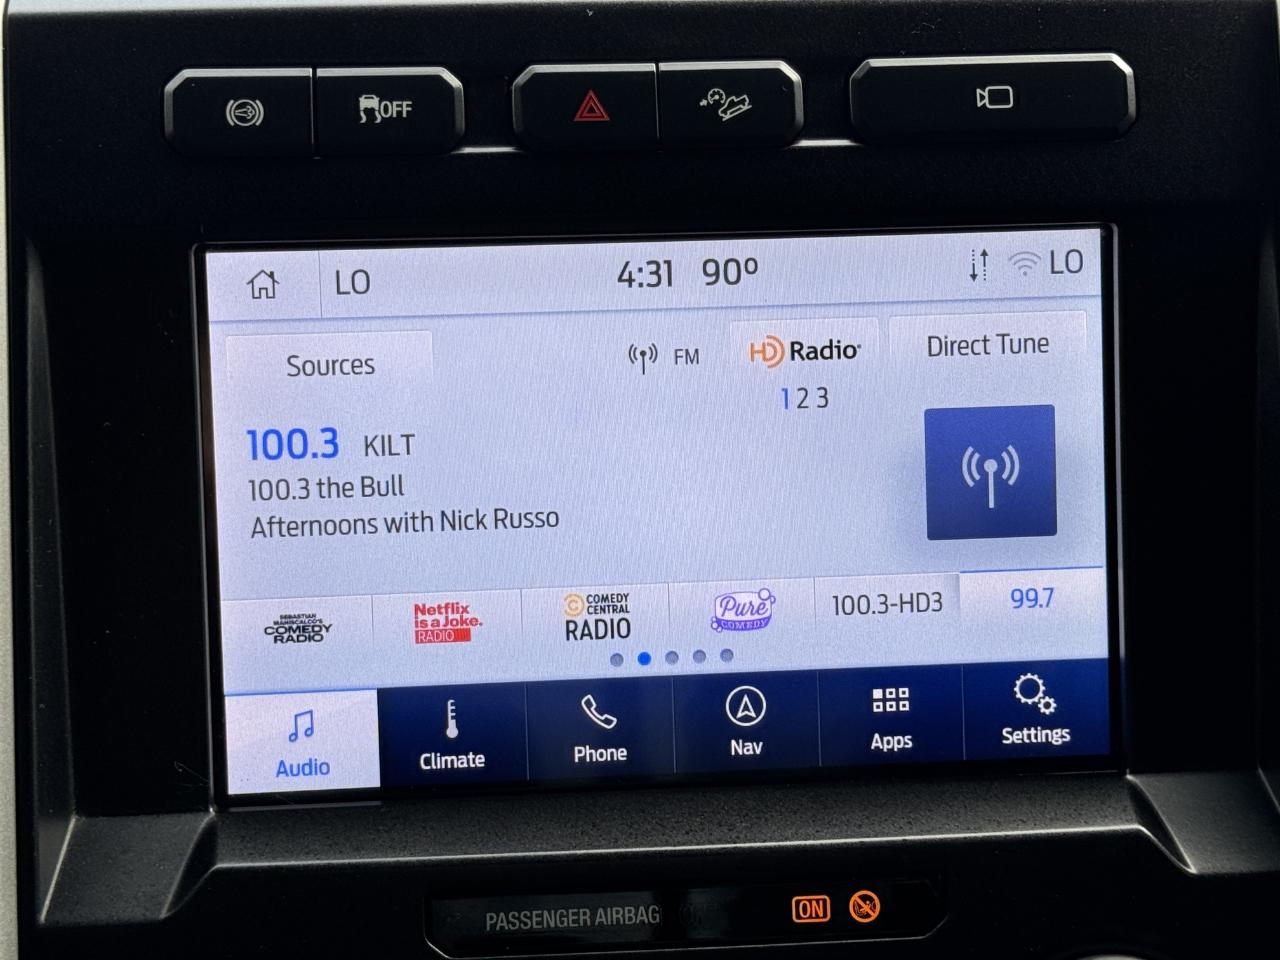 OFF
LO
4:31 90º
LO
Sources
FM
HD Radio
Direct Tune
1 2 3
100.3 KILT
100.3 the Bull
Afternoons with Nick Russo
SEBASTIAN
MANISCALCO'S
COMEDY
RADIO
Netflix
is a Joke.
RADIO
COMEDY
CENTRAL
RADIO
Pure
COMEDY
100.3-HD3
99.7
Audio
Climate
Phone
Nav
Apps
Settings
PASSENGER AIRBAG
ON